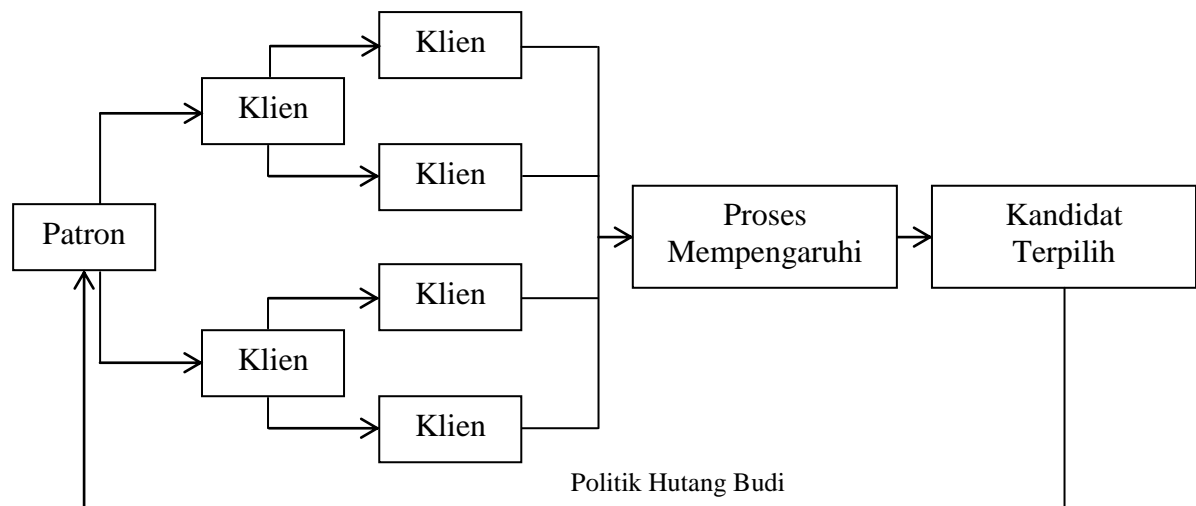 Klien
Klien
Klien
Patron
Proses
Mempengaruhi
Kandidat
Terpilih
Klien
Klien
Klien
Politik Hutang Budi